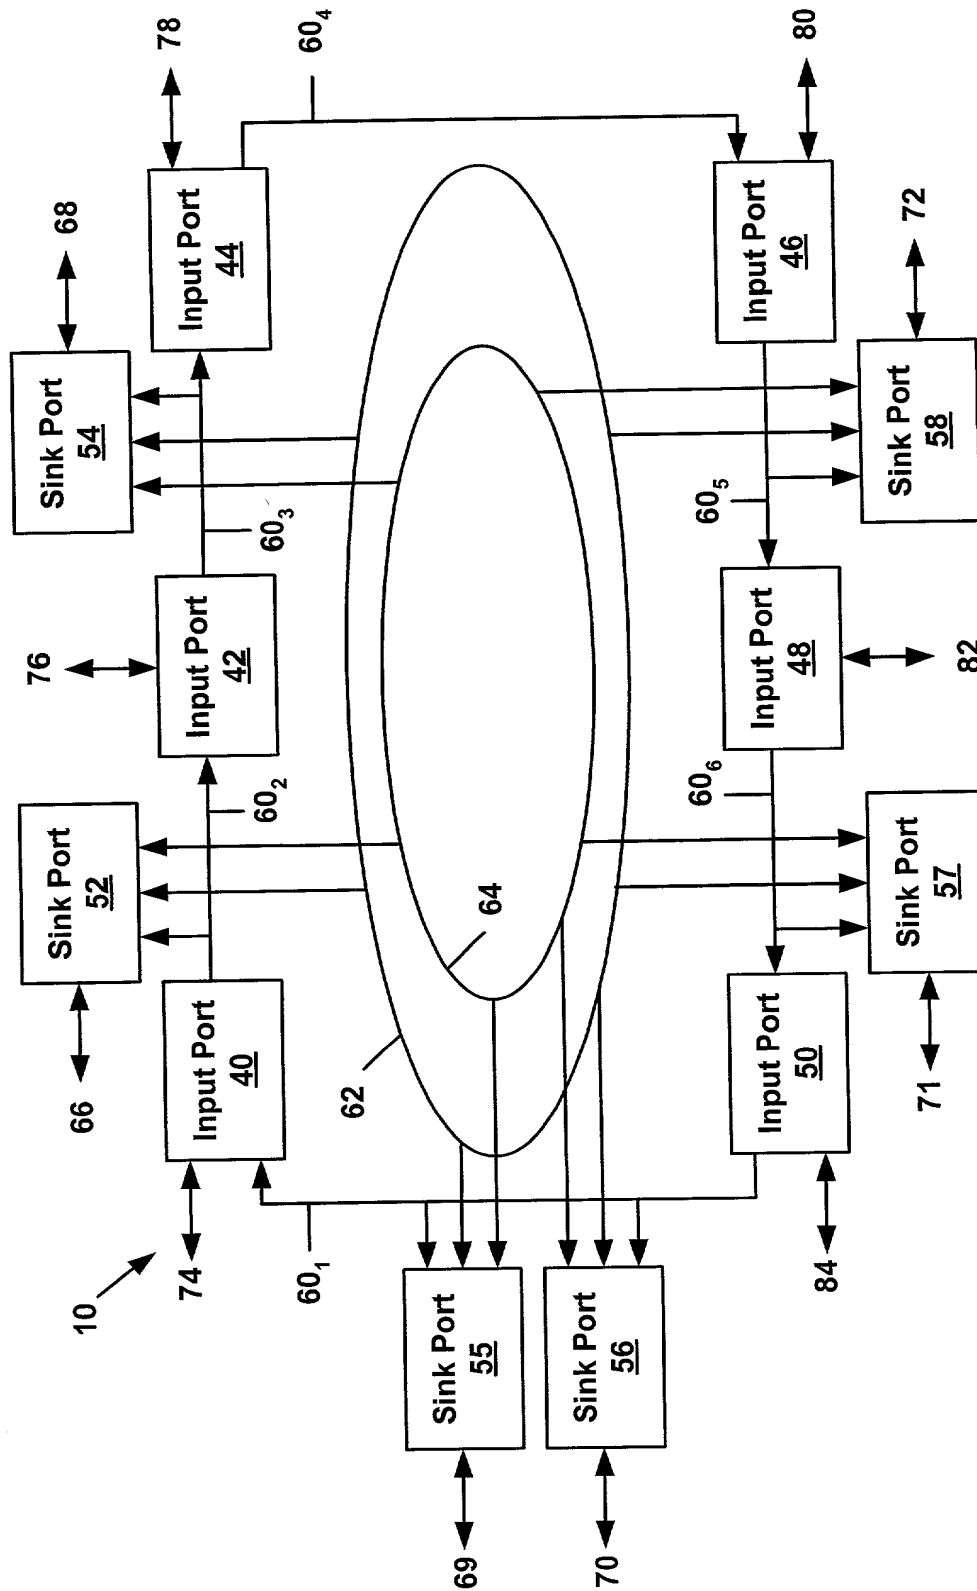 10
74
66
76
68
78
Sink Port
52
Sink Port
54
Input Port
40
Input Port
42
Input Port
44
60₁
60₂
60₃
60₄
62
64
69
Sink Port
55
70
Sink Port
56
60₆
60₅
Input Port
50
Input Port
48
Input Port
46
Sink Port
57
Sink Port
58
84
71
82
72
80